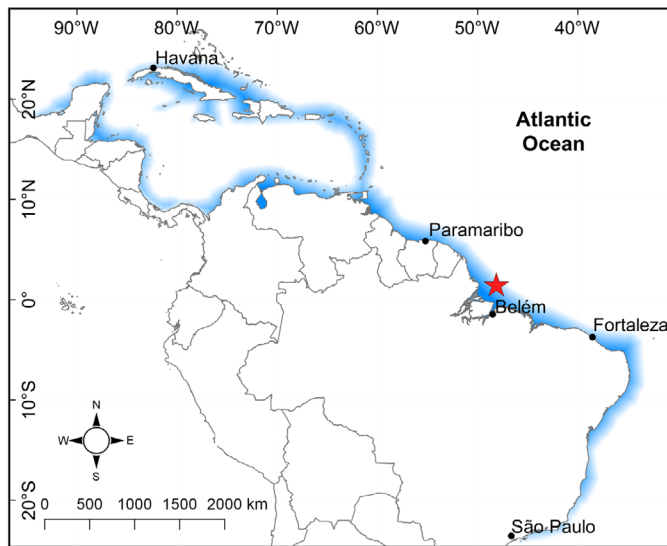 90°W 80°W 70°W 60°W 50°W 40°W
Havana
20°N
Atlantic
Ocean
10°N
Paramaribo
0°
Belém
Fortaleza
10°S
N
W E
S
20°S
0 500 1000 1500 2000 km
São Paulo